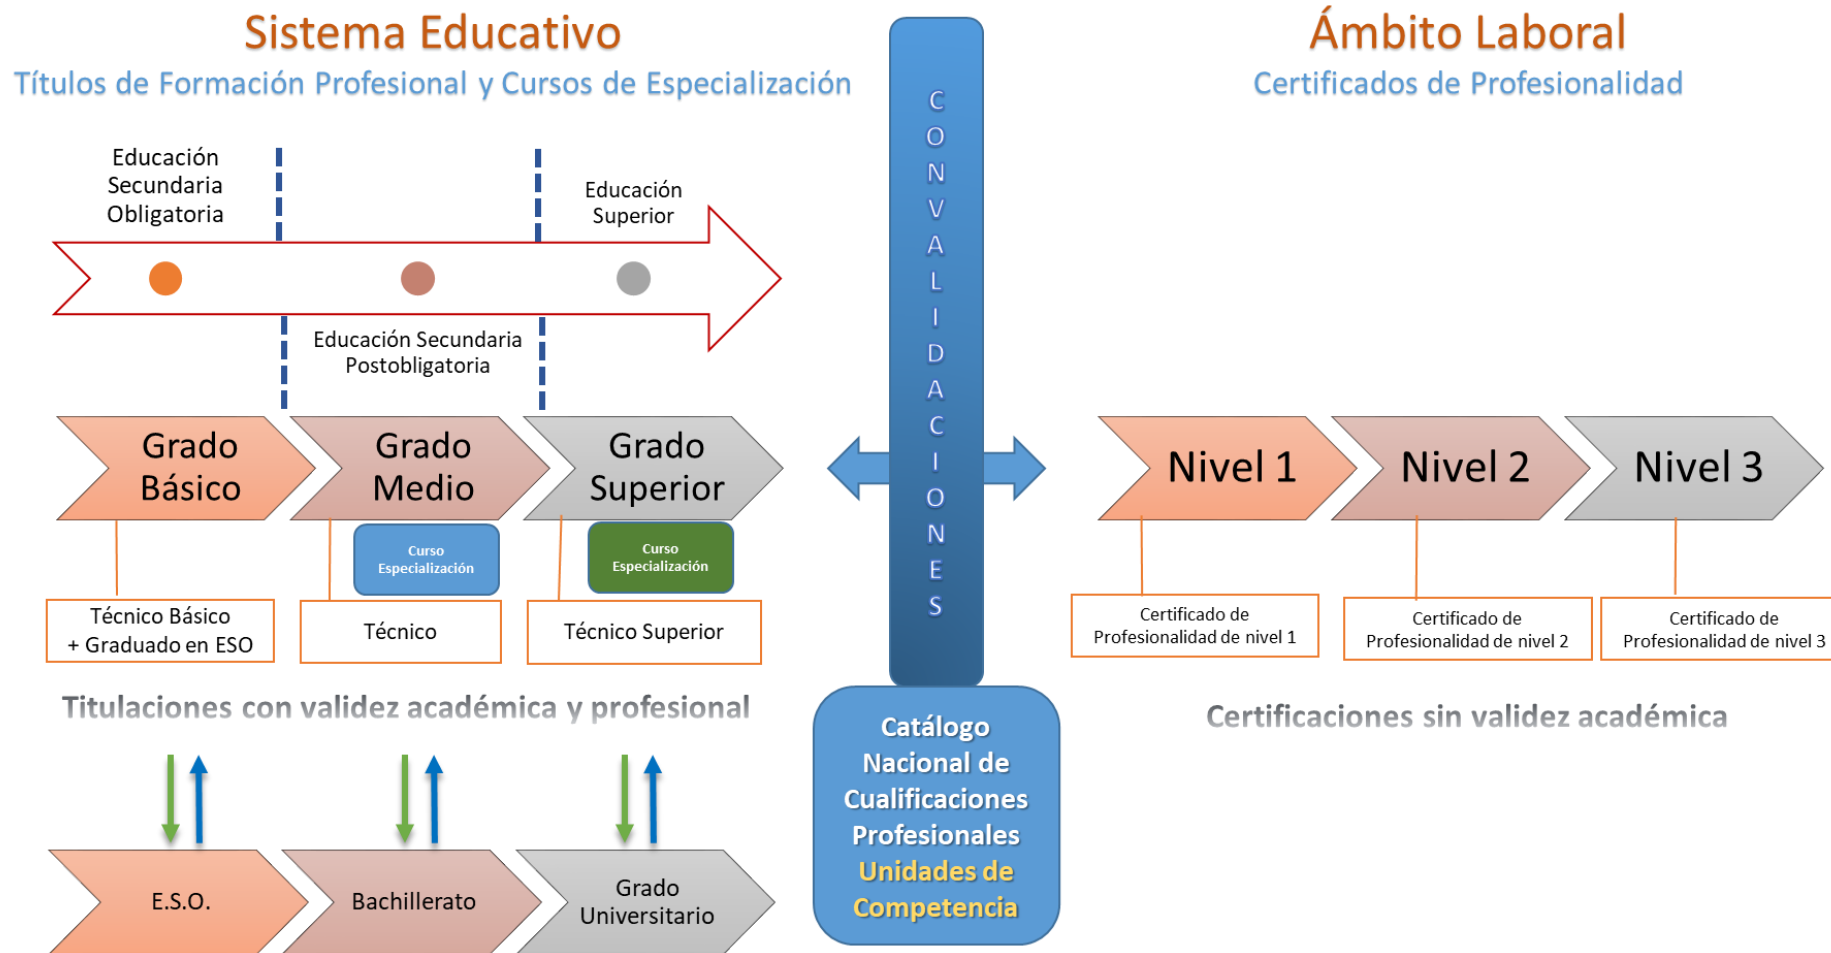 Sistema Educativo
Títulos de Formación Profesional y Cursos de Especialización
Educación
Secundaria
Obligatoria
Educación
Superior
Educación Secundaria
Postobligatoria
Grado
Básico
Grado
Medio
Grado
Superior
Curso
Especialización
Curso
Especialización
Técnico Básico
+ Graduado en ESO
Técnico
Técnico Superior
Titulaciones con validez académica y profesional
E.S.O.
Bachillerato
Grado
Universitario
CONVALIDACIONES
Catálogo
Nacional de
Cualificaciones
Profesionales
Unidades de
Competencia
Ámbito Laboral
Certificados de Profesionalidad
Nivel 1
Nivel 2
Nivel 3
Certificado de
Profesionalidad de nivel 1
Certificado de
Profesionalidad de nivel 2
Certificado de
Profesionalidad de nivel 3
Certificaciones sin validez académica